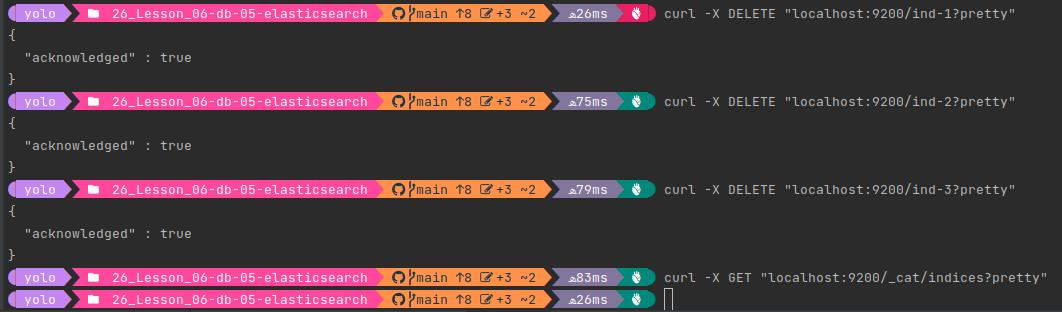 yolo 26_Lesson_06-db-05-elasticsearch main ↑8 +3 ~2 26ms curl -X DELETE "localhost:9200/ind-1?pretty"
{
  "acknowledged" : true
}
yolo 26_Lesson_06-db-05-elasticsearch main ↑8 +3 ~2 75ms curl -X DELETE "localhost:9200/ind-2?pretty"
{
  "acknowledged" : true
}
yolo 26_Lesson_06-db-05-elasticsearch main ↑8 +3 ~2 79ms curl -X DELETE "localhost:9200/ind-3?pretty"
{
  "acknowledged" : true
}
yolo 26_Lesson_06-db-05-elasticsearch main ↑8 +3 ~2 83ms curl -X GET "localhost:9200/_cat/indices?pretty"
yolo 26_Lesson_06-db-05-elasticsearch main ↑8 +3 ~2 26ms